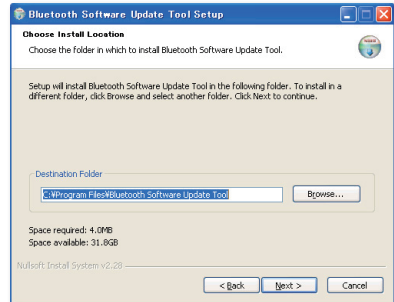 Bluetooth Software Update Tool Setup
Choose Install Location
Choose the folder in which to install Bluetooth Software Update Tool.
Setup will install Bluetooth Software Update Tool in the following folder. To install in a
different folder, click Browse and select another folder. Click Next to continue.
Destination Folder
C:¥Program Files¥Bluetooth Software Update Tool
Browse...
Space required: 4.0MB
Space available: 31.8GB
Nullsoft Install System v2.28
< Back
Next >
Cancel